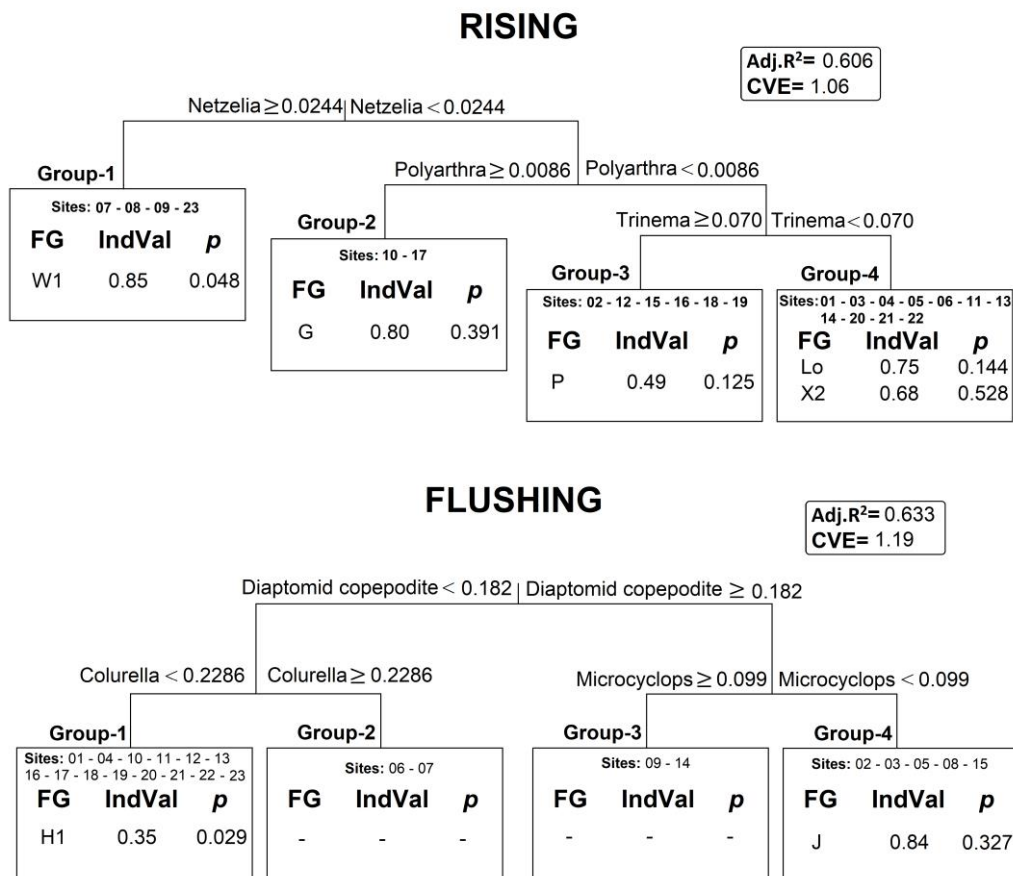 RISING
Adj.R²= 0.606
CVE= 1.06
Netzelia≥0.0244 Netzelia<0.0244
Polyarthra≥0.0086 Polyarthra<0.0086
Trinema≥0.070 Trinema<0.070
Group-1
Sites: 07 - 08 - 09 - 23
FG IndVal p
W1 0.85 0.048
Group-2
Sites: 10 - 17
FG IndVal p
G 0.80 0.391
Group-3
Sites: 02 - 12 - 15 - 16 - 18 - 19
FG IndVal p
P 0.49 0.125
Group-4
Sites: 01 - 03 - 04 - 05 - 06 - 11 - 13
14 - 20 - 21 - 22
FG IndVal p
Lo 0.75 0.144
X2 0.68 0.528
FLUSHING
Adj.R²= 0.633
CVE= 1.19
Diaptomid copepodite < 0.182 Diaptomid copepodite ≥ 0.182
Colurella < 0.2286 Colurella ≥ 0.2286
Microcyclops ≥ 0.099 Microcyclops < 0.099
Group-1
Sites: 01 - 04 - 10 - 11 - 12 - 13
16 - 17 - 18 - 19 - 20 - 21 - 22 - 23
FG IndVal p
H1 0.35 0.029
Group-2
Sites: 06 - 07
FG IndVal p
- - -
Group-3
Sites: 09 - 14
FG IndVal p
- - -
Group-4
Sites: 02 - 03 - 05 - 08 - 15
FG IndVal p
J 0.84 0.327